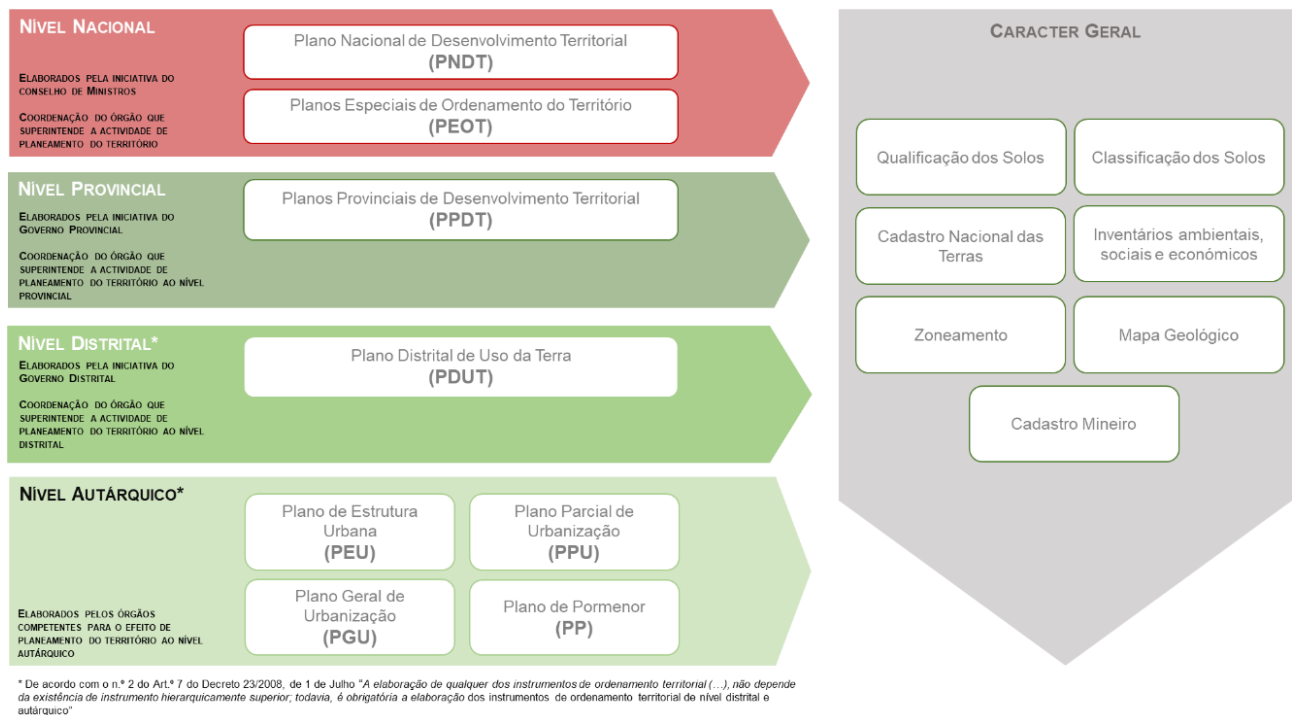 NÍVEL NACIONAL
ELABORADOS PELA INICIATIVA DO
CONSELHO DE MINISTROS
COORDENAÇÃO DO ÓRGÃO QUE
SUPERINTENDE A ACTIVIDADE DE
PLANEAMENTO DO TERRITÓRIO
Plano Nacional de Desenvolvimento Territorial
(PNDT)
Planos Especiais de Ordenamento do Território
(PEOT)
NÍVEL PROVINCIAL
ELABORADOS PELA INICIATIVA DO
GOVERNO PROVINCIAL
COORDENAÇÃO DO ÓRGÃO QUE
SUPERINTENDE A ACTIVIDADE DE
PLANEAMENTO DO TERRITÓRIO AO NÍVEL
PROVINCIAL
Planos Provinciais de Desenvolvimento Territorial
(PPDT)
NÍVEL DISTRITAL*
ELABORADOS PELA INICIATIVA DO
GOVERNO DISTRITAL
COORDENAÇÃO DO ÓRGÃO QUE
SUPERINTENDE A ACTIVIDADE DE
PLANEAMENTO DO TERRITÓRIO AO NÍVEL
DISTRITAL
Plano Distrital de Uso da Terra
(PDUT)
NÍVEL AUTÁRQUICO*
ELABORADOS PELOS ÓRGÃOS
COMPETENTES PARA O EFEITO DE
PLANEAMENTO DO TERRITÓRIO AO NÍVEL
AUTÁRQUICO
Plano de Estrutura
Urbana
(PEU)
Plano Parcial de
Urbanização
(PPU)
Plano Geral de
Urbanização
(PGU)
Plano de Pormenor
(PP)
CARACTER GERAL
Qualificação dos Solos
Classificação dos Solos
Cadastro Nacional das
Terras
Inventários ambientais,
sociais e económicos
Zoneamento
Mapa Geológico
Cadastro Mineiro
* De acordo com o n.º 2 do Art.º 7 do Decreto 23/2008, de 1 de Julho "A elaboração de qualquer dos instrumentos de ordenamento territorial (…), não depende
da existência de instrumento hierarquicamente superior; todavia, é obrigatória a elaboração dos instrumentos de ordenamento territorial de nível distrital e
autárquico"